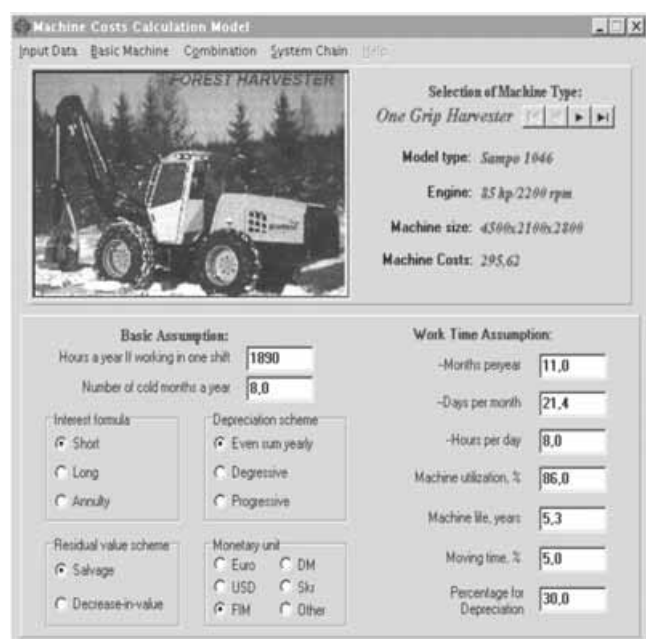 Machine Costs Calculation Model
Input Data Basic Machine Combination System Chain Help
FOREST HARVESTER
Selection of Machine Type:
One Grip Harvester
Model type: Sampo 1046
Engine: 85 hp/2200 rpm
Machine size: 4500x2100x2800
Machine Costs: 295,62
Basic Assumption:
Hours a year If working in one shift 1890
Number of cold months a year 8,0
Interest formula
Short
Long
Annulty
Depreciation scheme
Even sum yearly
Degressive
Progressive
Residual value scheme
Salvage
Decrease-in-value
Monetary unit
Euro DM
USD Skr
FIM Other
Work Time Assumption:
-Months peryear 11,0
-Days per month 21,4
-Hours per day 8,0
Machine utilization, % 86,0
Machine life, years 5,3
Moving time, % 5,0
Percentage for
Depreciation 30,0